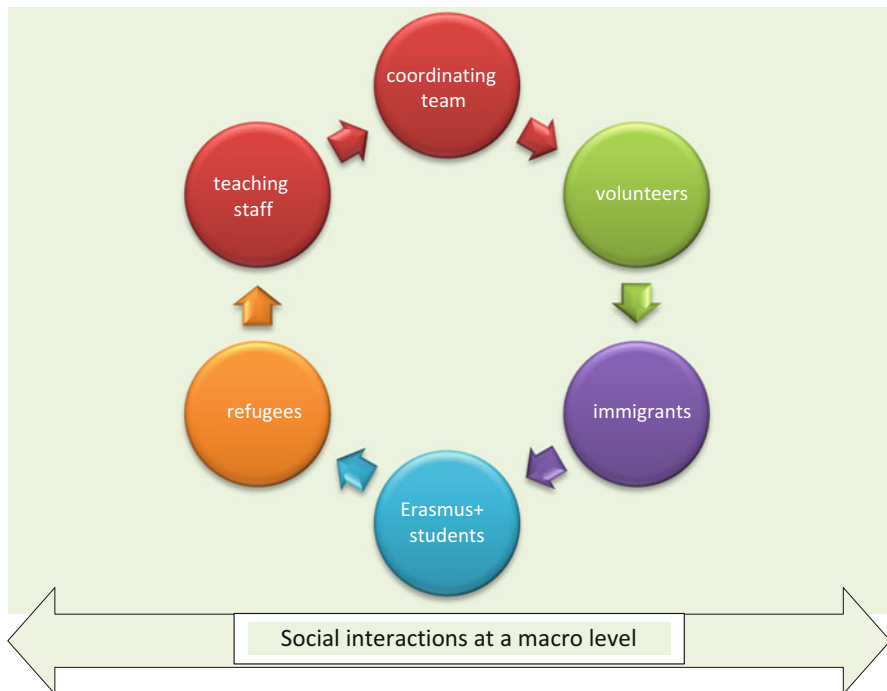 coordinating
team
volunteers
immigrants
Erasmus+
students
refugees
teaching
staff
Social interactions at a macro level